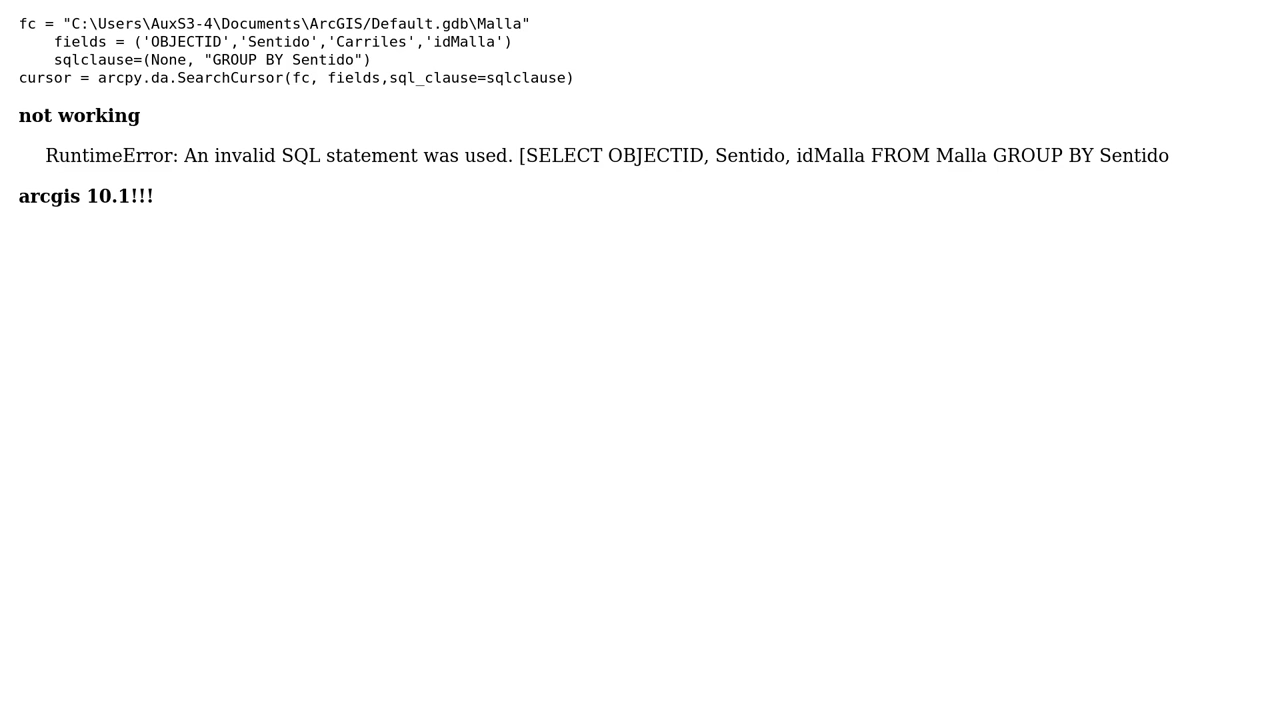 fc = "C:\Users\AuxS3-4\Documents\ArcGIS/Default.gdb\Malla"
    fields = ('OBJECTID','Sentido','Carriles','idMalla')
    sqlclause=(None, "GROUP BY Sentido")
cursor = arcpy.da.SearchCursor(fc, fields,sql_clause=sqlclause)
not working
RuntimeError: An invalid SQL statement was used. [SELECT OBJECTID, Sentido, idMalla FROM Malla GROUP BY Sentido
arcgis 10.1!!!